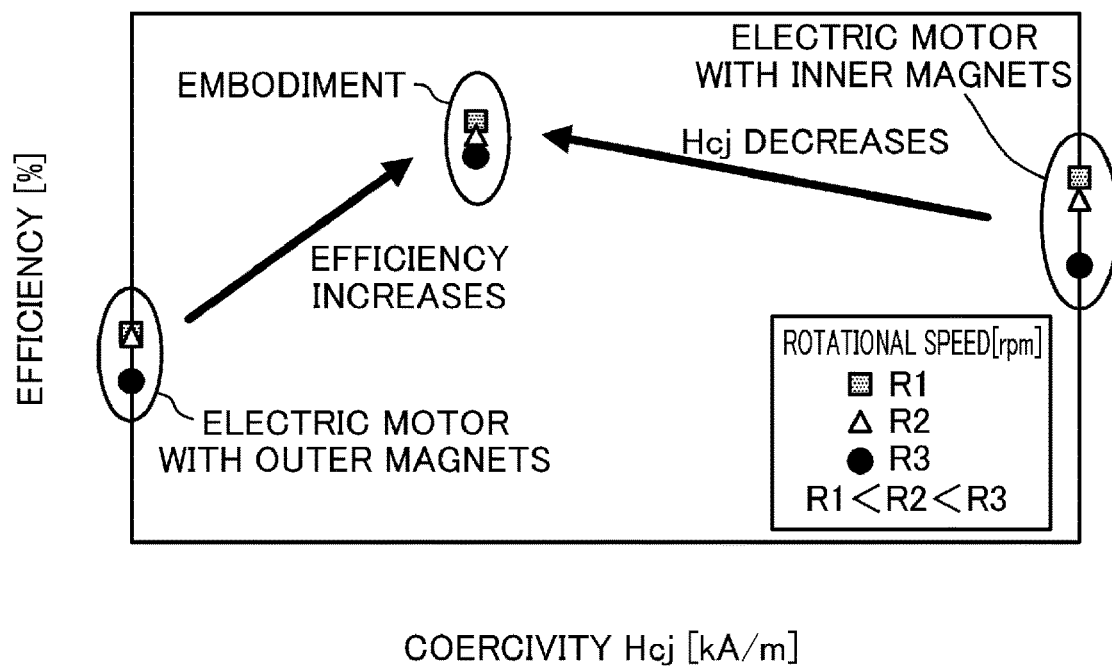 ELECTRIC MOTOR
WITH INNER MAGNETS
EMBODIMENT
Hcj DECREASES
EFFICIENCY [%]
EFFICIENCY
INCREASES
ROTATIONAL SPEED[rpm]
R1
R2
R3
R1<R2<R3
ELECTRIC MOTOR
WITH OUTER MAGNETS
COERCIVITY Hcj [kA/m]